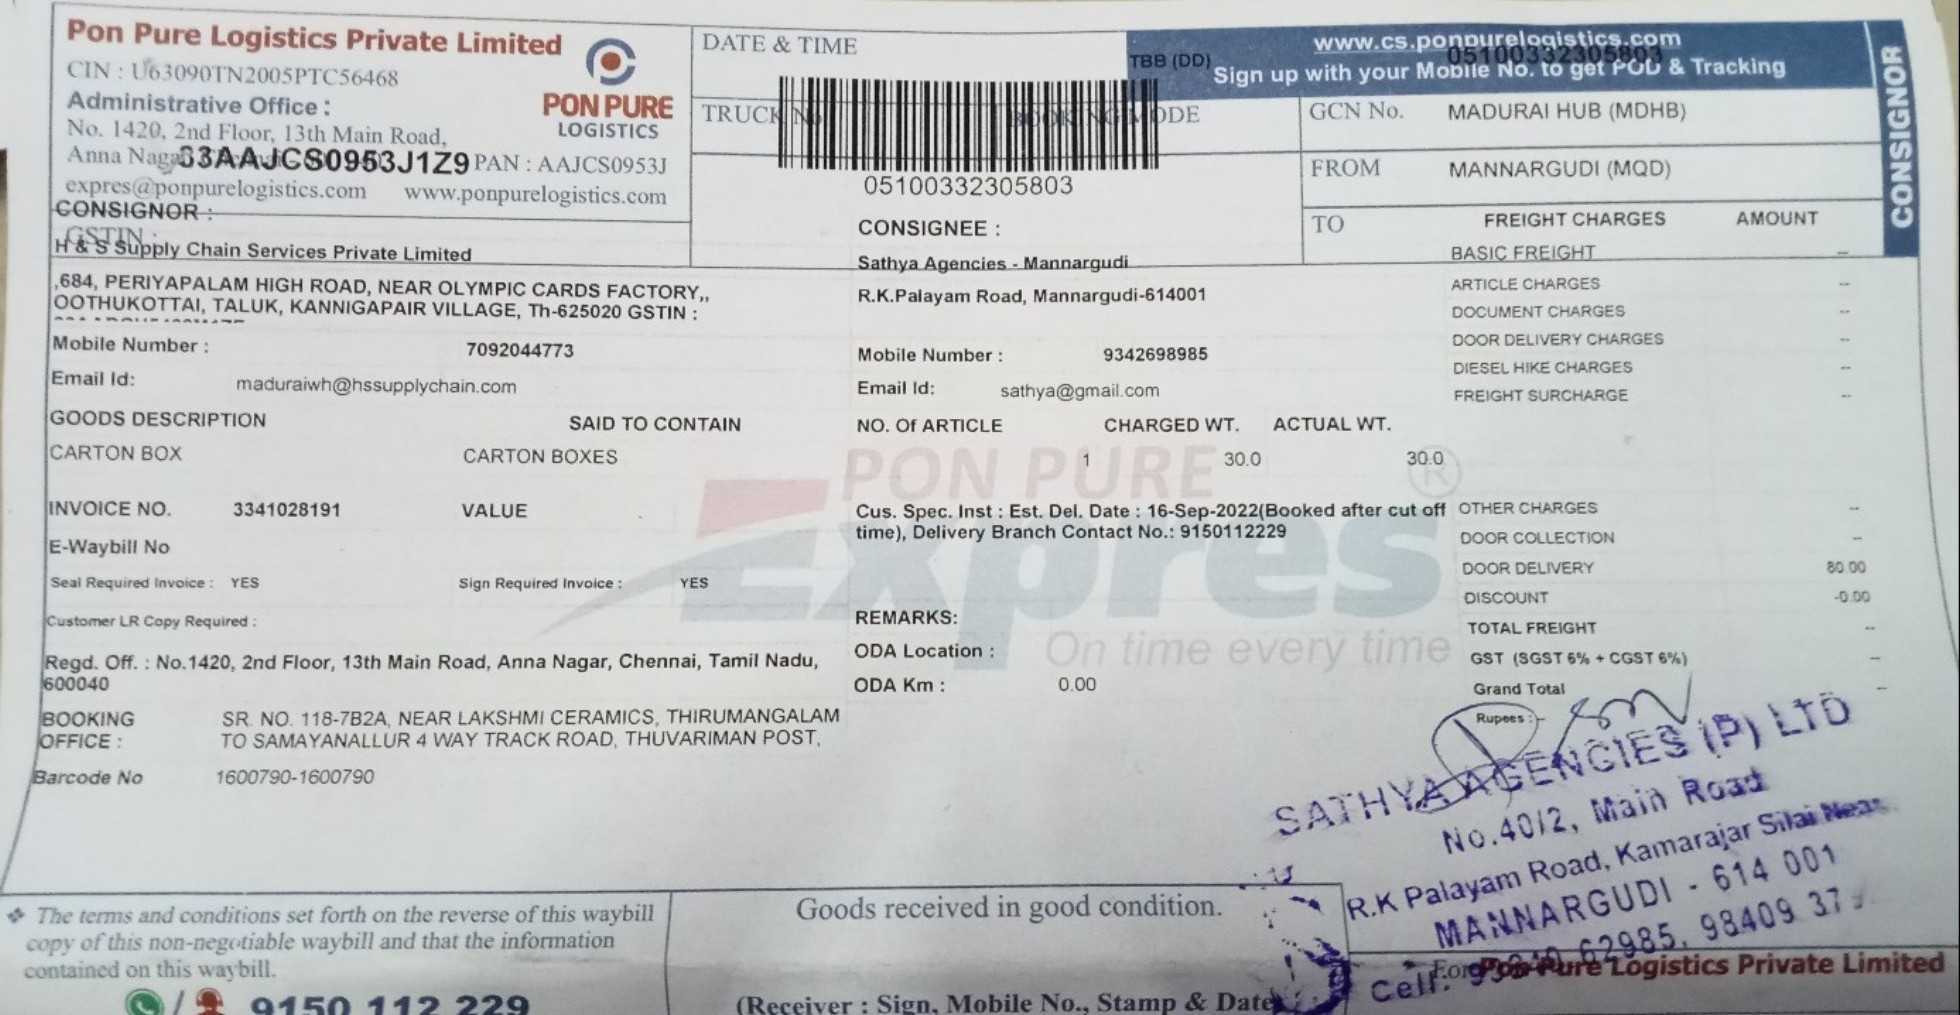 Pon Pure Logistics Private Limited
CIN : U63090TN2005PTC56468
Administrative Office :
No. 1420, 2nd Floor, 13th Main Road,
Anna Naga
33AAJCS0953J1Z9 PAN : AAJCS0953J
expres@ponpurelogistics.com www.ponpurelogistics.com
PON PURE
LOGISTICS
DATE & TIME
TBB (DD)
www.cs.ponpurelogistics.com
05100332305803
Sign up with your Mobile No. to get POD & Tracking
CONSIGNOR
TRUCK No
BOOKING MODE
05100332305803
GCN No. MADURAI HUB (MDHB)
FROM MANNARGUDI (MQD)
TO FREIGHT CHARGES AMOUNT
CONSIGNOR :
GSTIN :
H & S Supply Chain Services Private Limited
,684, PERIYAPALAM HIGH ROAD, NEAR OLYMPIC CARDS FACTORY,,
OOTHUKOTTAI, TALUK, KANNIGAPAIR VILLAGE, Th-625020 GSTIN :
Mobile Number : 7092044773
Email Id: maduraiwh@hssupplychain.com
CONSIGNEE :
Sathya Agencies - Mannargudi
R.K.Palayam Road, Mannargudi-614001
Mobile Number : 9342698985
Email Id: sathya@gmail.com
BASIC FREIGHT --
ARTICLE CHARGES --
DOCUMENT CHARGES --
DOOR DELIVERY CHARGES --
DIESEL HIKE CHARGES --
FREIGHT SURCHARGE --
GOODS DESCRIPTION SAID TO CONTAIN NO. Of ARTICLE CHARGED WT. ACTUAL WT.
CARTON BOX CARTON BOXES 1 30.0 30.0
PON PURE
Expres
On time every time
INVOICE NO. 3341028191 VALUE
E-Waybill No
Seal Required Invoice : YES Sign Required Invoice : YES
Customer LR Copy Required :
Cus. Spec. Inst : Est. Del. Date : 16-Sep-2022(Booked after cut off
time), Delivery Branch Contact No.: 9150112229
REMARKS:
ODA Location :
ODA Km : 0.00
OTHER CHARGES --
DOOR COLLECTION --
DOOR DELIVERY 80.00
DISCOUNT -0.00
TOTAL FREIGHT --
GST (SGST 6% + CGST 6%) --
Grand Total --
Rupees :-
Regd. Off. : No.1420, 2nd Floor, 13th Main Road, Anna Nagar, Chennai, Tamil Nadu,
600040
BOOKING SR. NO. 118-7B2A, NEAR LAKSHMI CERAMICS, THIRUMANGALAM
OFFICE : TO SAMAYANALLUR 4 WAY TRACK ROAD, THUVARIMAN POST,
Barcode No 1600790-1600790
SATHYA AGENCIES (P) LTD
No.40/2, Main Road
R.K Palayam Road, Kamarajar Silai Near
MANNARGUDI - 614 001
Cell: 62985, 98409 37
❖ The terms and conditions set forth on the reverse of this waybill
copy of this non-negotiable waybill and that the information
contained on this waybill.
9150 112 229
Goods received in good condition.
(Receiver : Sign, Mobile No., Stamp & Date
For Pon Pure Logistics Private Limited